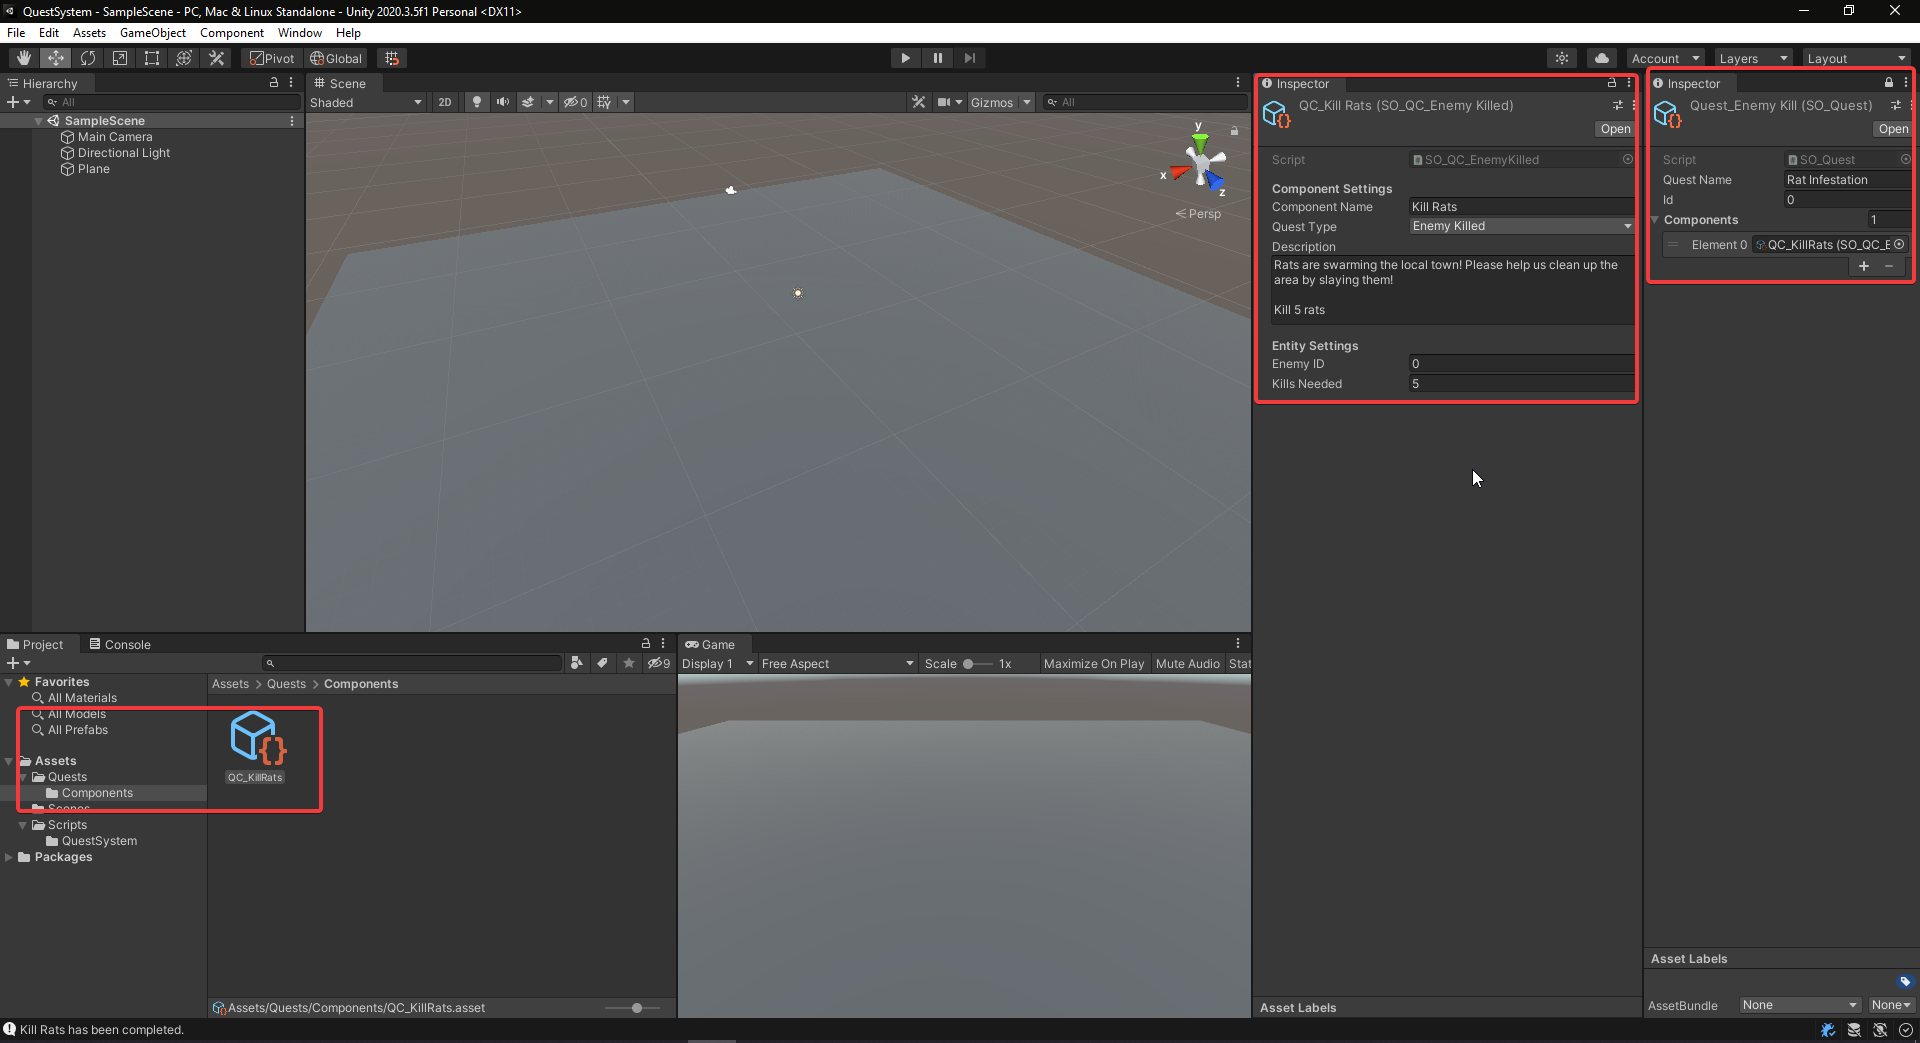 QuestSystem - SampleScene - PC, Mac & Linux Standalone - Unity 2020.3.5f1 Personal <DX11>
File Edit Assets GameObject Component Window Help
Pivot Global Account Layers Layout
Hierarchy
All
SampleScene
Main Camera
Directional Light
Plane
Scene
Shaded 2D 0 Gizmos All
y
x
z
Persp
Inspector
QC_Kill Rats (SO_QC_Enemy Killed)
Open
Script SO_QC_EnemyKilled
Component Settings
Component Name Kill Rats
Quest Type Enemy Killed
Description
Rats are swarming the local town! Please help us clean up the
area by slaying them!
Kill 5 rats
Entity Settings
Enemy ID 0
Kills Needed 5
Asset Labels
Inspector
Quest_Enemy Kill (SO_Quest)
Open
Script SO_Quest
Quest Name Rat Infestation
Id 0
Components 1
Element 0 QC_KillRats (SO_QC_E
Asset Labels
AssetBundle None None
Project Console
9
Favorites
All Materials
All Models
All Prefabs
Assets
Quests
Components
Scenes
Scripts
QuestSystem
Packages
Assets > Quests > Components
QC_KillRats
Assets/Quests/Components/QC_KillRats.asset
Game
Display 1 Free Aspect Scale 1x Maximize On Play Mute Audio Stat
Kill Rats has been completed.